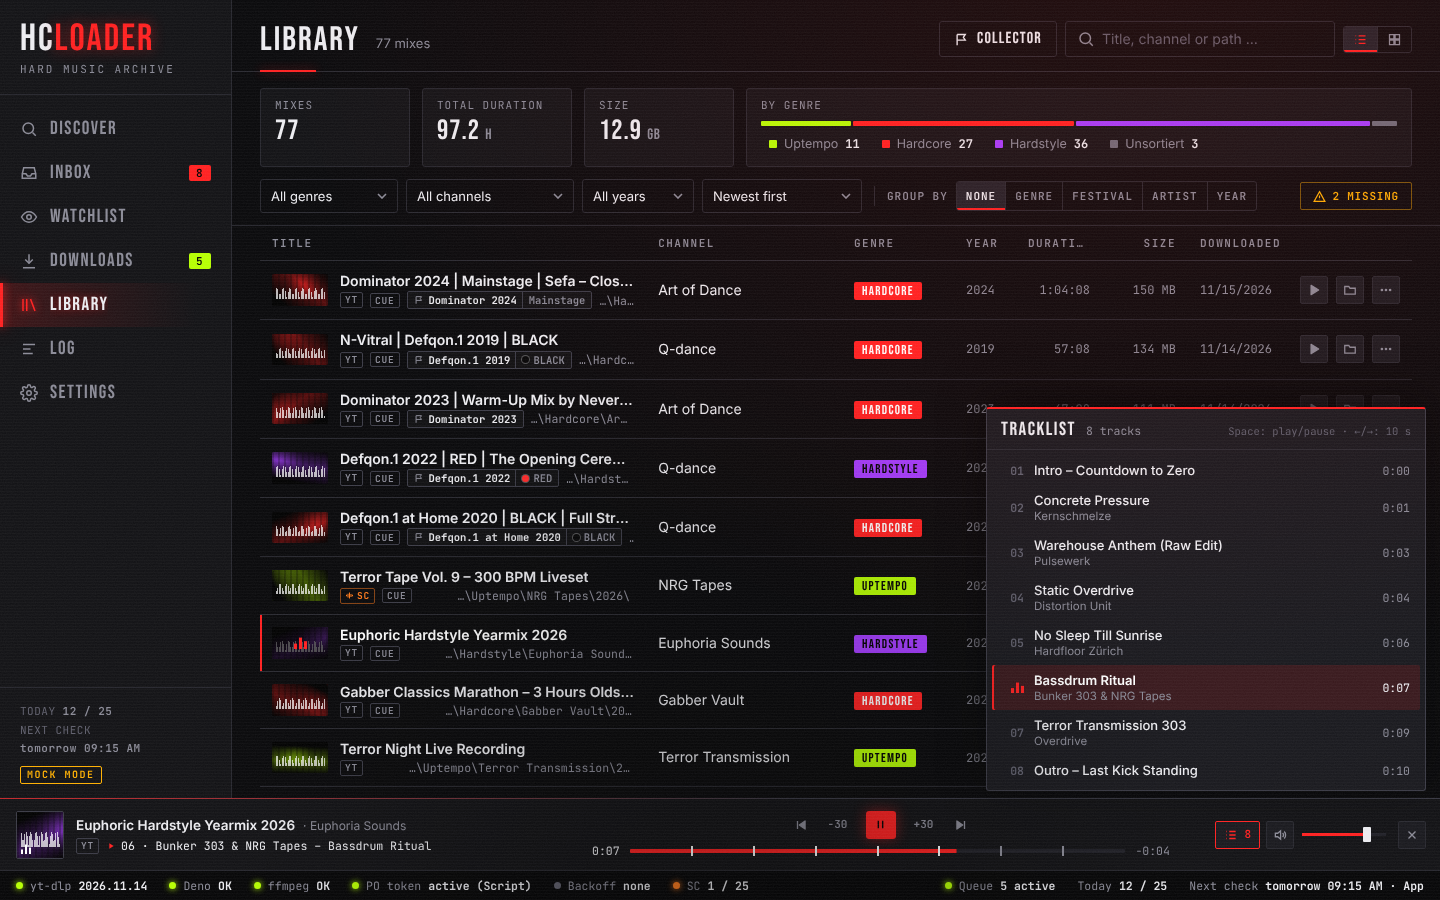 HCLOADER
HARD MUSIC ARCHIVE
DISCOVER
INBOX 8
WATCHLIST
DOWNLOADS 5
LIBRARY
LOG
SETTINGS
TODAY 12 / 25
NEXT CHECK
tomorrow 09:15 AM
MOCK MODE
LIBRARY 77 mixes
COLLECTOR
Title, channel or path ...
MIXES
77
TOTAL DURATION
97.2 H
SIZE
12.9 GB
BY GENRE
Uptempo 11 Hardcore 27 Hardstyle 36 Unsortiert 3
All genres All channels All years Newest first GROUP BY NONE GENRE FESTIVAL ARTIST YEAR 2 MISSING
TITLE CHANNEL GENRE YEAR DURATI… SIZE DOWNLOADED
Dominator 2024 | Mainstage | Sefa – Clos…
YT CUE Dominator 2024 Mainstage …\Ha…
Art of Dance HARDCORE 2024 1:04:08 150 MB 11/15/2026
N-Vitral | Defqon.1 2019 | BLACK
YT CUE Defqon.1 2019 BLACK …\Hardc…
Q-dance HARDCORE 2019 57:08 134 MB 11/14/2026
Dominator 2023 | Warm-Up Mix by Never…
YT CUE Dominator 2023 …\Hardcore\Ar…
Art of Dance HARDCORE
Defqon.1 2022 | RED | The Opening Cere…
YT CUE Defqon.1 2022 RED …\Hardst…
Q-dance HARDSTYLE
Defqon.1 at Home 2020 | BLACK | Full Str…
YT CUE Defqon.1 at Home 2020 BLACK
Q-dance HARDCORE
Terror Tape Vol. 9 – 300 BPM Liveset
SC CUE …\Uptempo\NRG Tapes\2026\
NRG Tapes UPTEMPO
Euphoric Hardstyle Yearmix 2026
YT CUE …\Hardstyle\Euphoria Sound…
Euphoria Sounds HARDSTYLE
Gabber Classics Marathon – 3 Hours Olds…
YT CUE …\Hardcore\Gabber Vault\20…
Gabber Vault HARDCORE
Terror Night Live Recording
YT …\Uptempo\Terror Transmission\2…
Terror Transmission UPTEMPO
TRACKLIST 8 tracks Space: play/pause · ←/→: 10 s
01 Intro – Countdown to Zero 0:00
02 Concrete Pressure 0:01
Kernschmelze
03 Warehouse Anthem (Raw Edit) 0:03
Pulsewerk
04 Static Overdrive 0:04
Distortion Unit
05 No Sleep Till Sunrise 0:06
Hardfloor Zürich
Bassdrum Ritual 0:07
Bunker 303 & NRG Tapes
07 Terror Transmission 303 0:09
Overdrive
08 Outro – Last Kick Standing 0:10
Euphoric Hardstyle Yearmix 2026 · Euphoria Sounds
YT 06 · Bunker 303 & NRG Tapes – Bassdrum Ritual
-30 +30
0:07 -0:04
8
yt-dlp 2026.11.14 Deno OK ffmpeg OK PO token active (Script) Backoff none SC 1 / 25 Queue 5 active Today 12 / 25 Next check tomorrow 09:15 AM · App